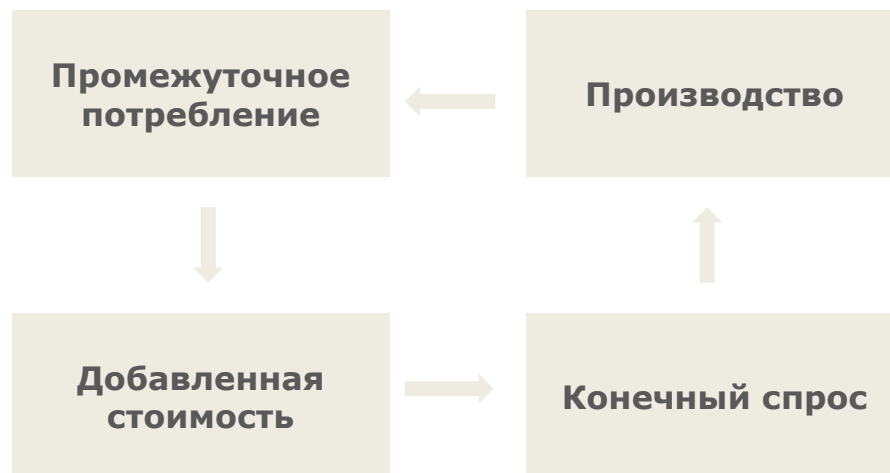 Промежуточное
потребление
Производство
Добавленная
стоимость
Конечный спрос